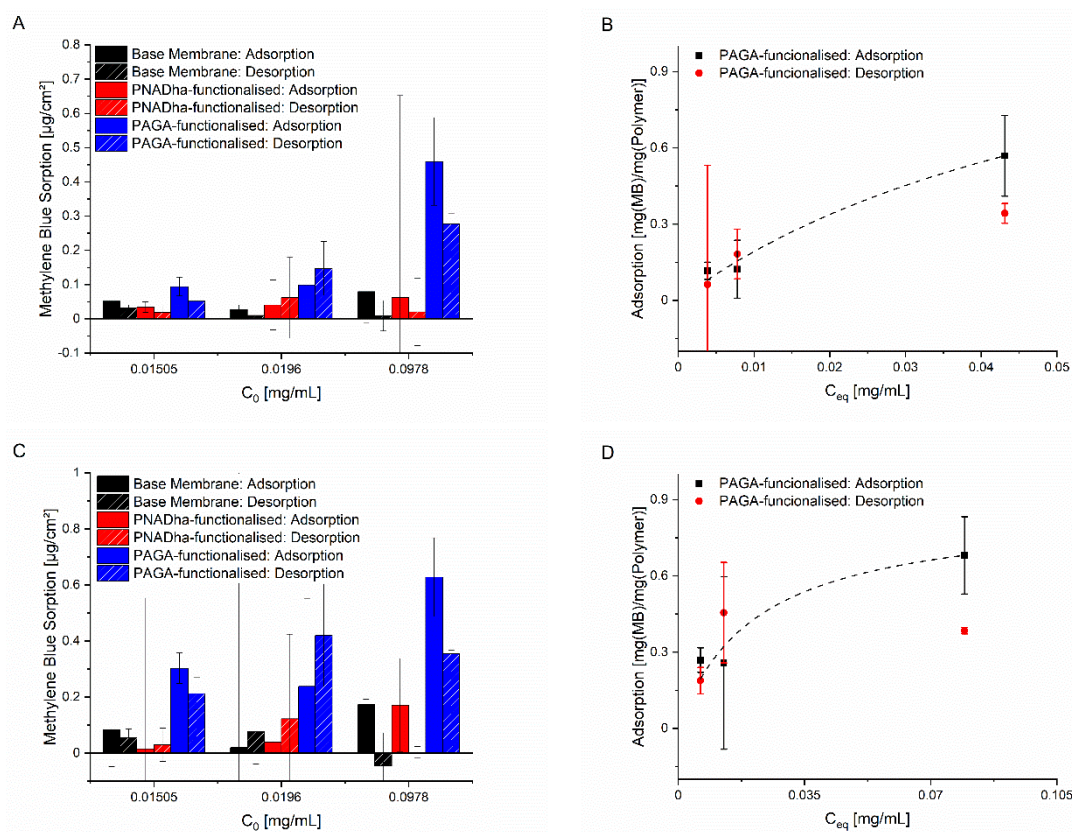 A
Methylene Blue Sorption [µg/cm²]
0.8
0.7
0.6
0.5
0.4
0.3
0.2
0.1
0
-0.1
Base Membrane: Adsorption
Base Membrane: Desorption
PNADha-functionalised: Adsorption
PNADha-functionalised: Desorption
PAGA-functionalised: Adsorption
PAGA-functionalised: Desorption
0.01505 0.0196 0.0978
C₀ [mg/mL]
B
Adsorption [mg(MB)/mg(Polymer)]
0.9
0.6
0.3
0
PAGA-funcionalised: Adsorption
PAGA-funcionalised: Desorption
0 0.01 0.02 0.03 0.04 0.05
Ceq [mg/mL]
C
Methylene Blue Sorption [µg/cm²]
1
0.8
0.6
0.4
0.2
0
Base Membrane: Adsorption
Base Membrane: Desorption
PNADha-functionalised: Adsorption
PNADha-functionalised: Desorption
PAGA-functionalised: Adsorption
PAGA-functionalised: Desorption
0.01505 0.0196 0.0978
C₀ [mg/mL]
D
Adsorption [mg(MB)/mg(Polymer)]
0.9
0.6
0.3
0
PAGA-funcionalised: Adsorption
PAGA-funcionalised: Desorption
0 0.035 0.07 0.105
Ceq [mg/mL]